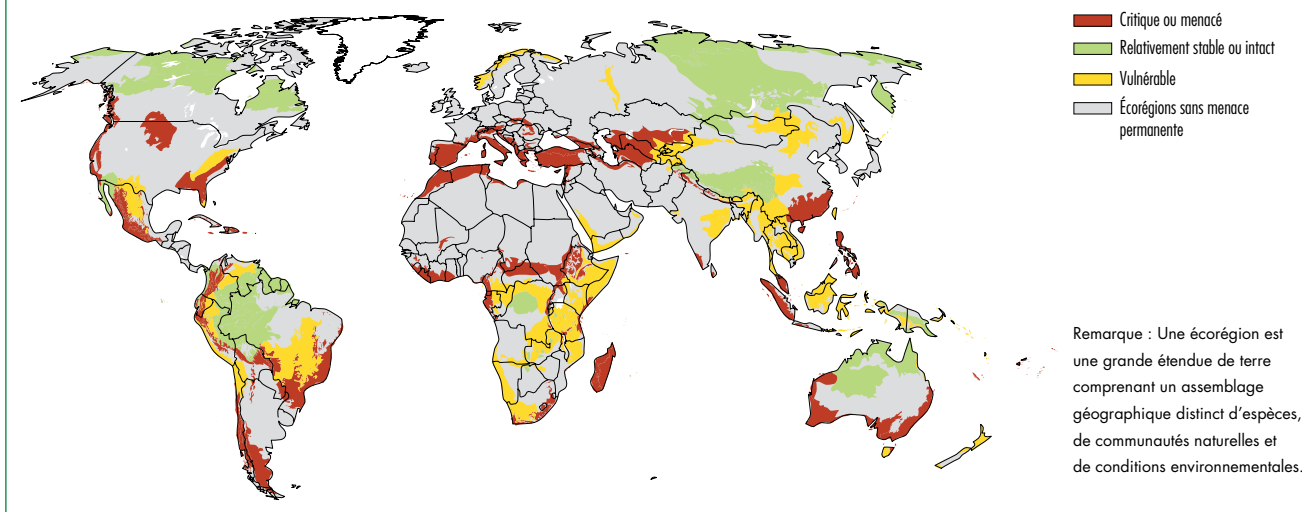 Critique ou menacé
Relativement stable ou intact
Vulnérable
Écorégions sans menace
permanente
Remarque : Une écorégion est
une grande étendue de terre
comprenant un assemblage
géographique distinct d’espèces,
de communautés naturelles et
de conditions environnementales.